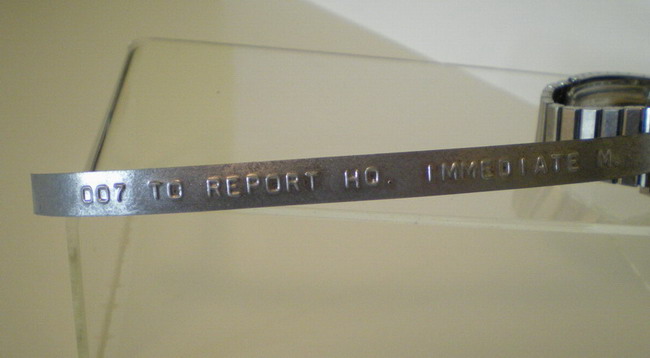 007 TO REPORT HQ. IMMEDIATE M.